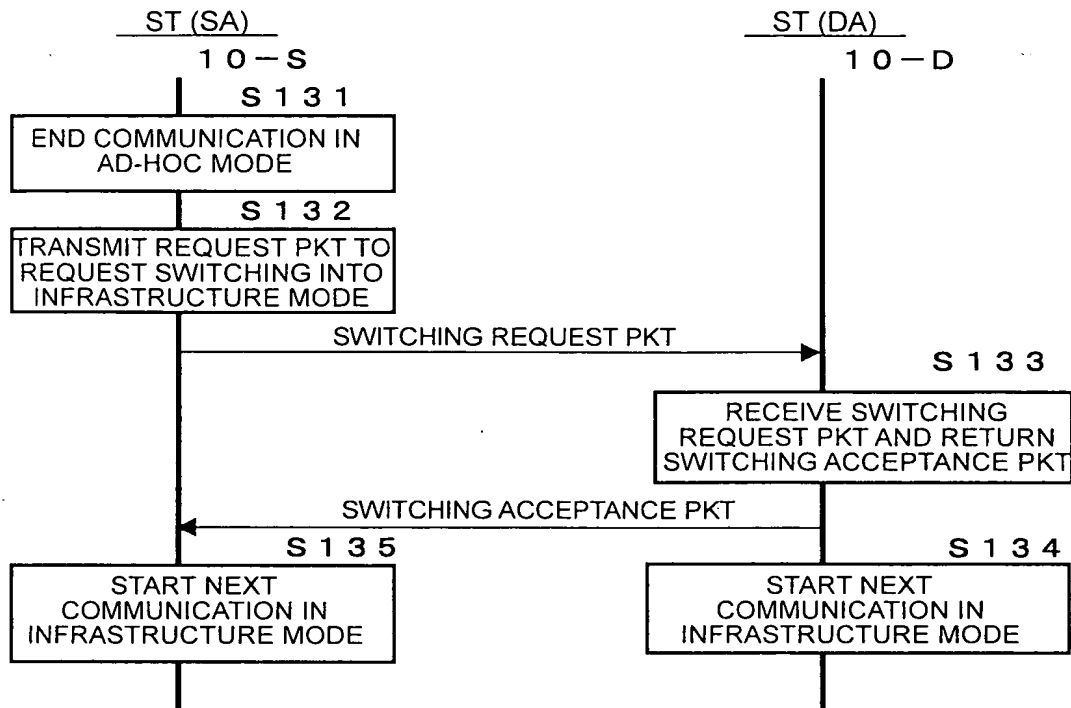 ST (SA)
10-S
ST (DA)
10-D
S131
END COMMUNICATION IN
AD-HOC MODE
S132
TRANSMIT REQUEST PKT TO
REQUEST SWITCHING INTO
INFRASTRUCTURE MODE
SWITCHING REQUEST PKT
S133
RECEIVE SWITCHING
REQUEST PKT AND RETURN
SWITCHING ACCEPTANCE PKT
SWITCHING ACCEPTANCE PKT
S135
START NEXT
COMMUNICATION IN
INFRASTRUCTURE MODE
S134
START NEXT
COMMUNICATION IN
INFRASTRUCTURE MODE